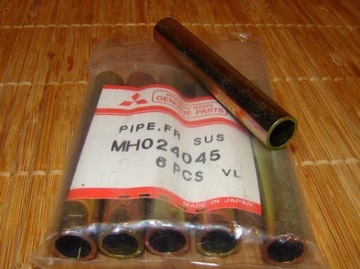 GENUINE PARTS
PIPE,FR SUS
MH024045
6 PCS VL
MADE IN JAPAN